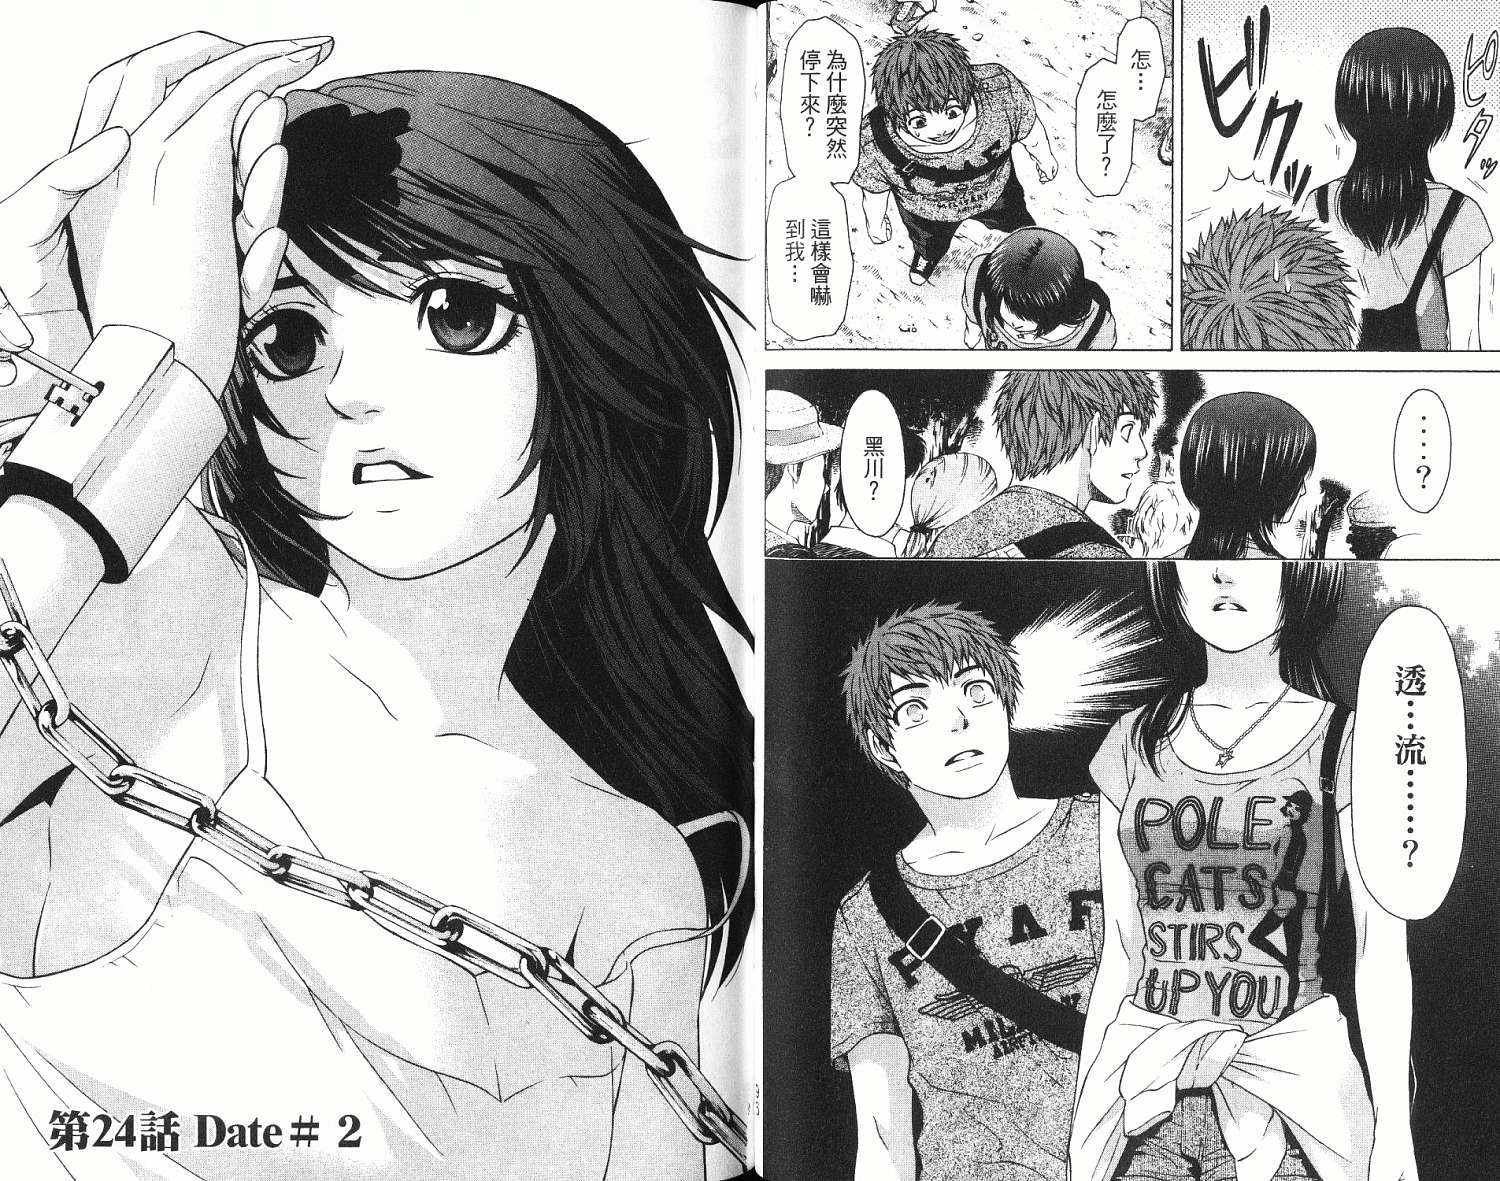 ピタッ
ビクッ
怎…
怎麼了?
為什麼突然
停下來?
這樣會嚇
到我…
……?
黑川?
透…流……?
POLE
CATS
STIRS
UP YOU
第24話 Date# 2